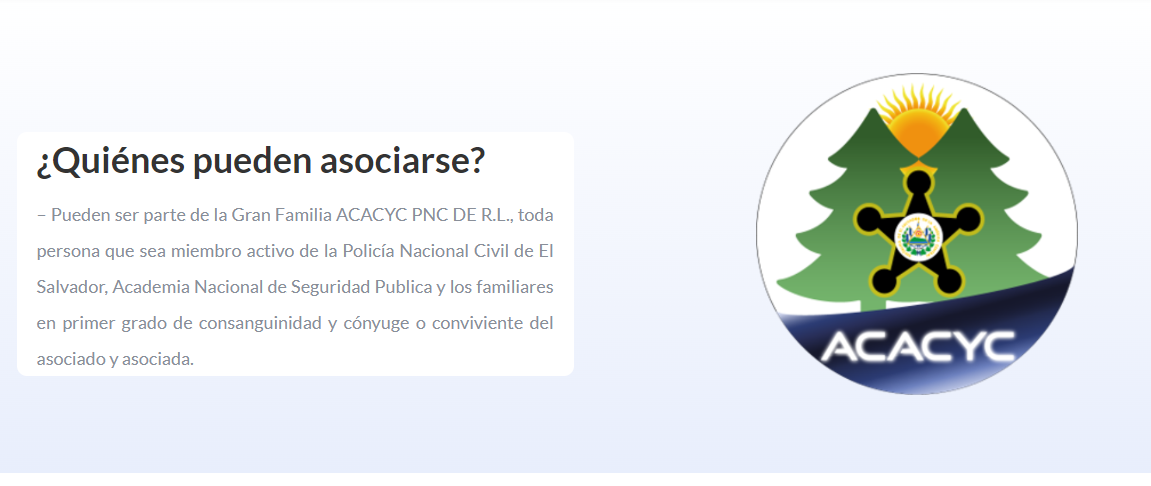 ¿Quiénes pueden asociarse?
– Pueden ser parte de la Gran Familia ACACYC PNC DE R.L., toda
persona que sea miembro activo de la Policía Nacional Civil de El
Salvador, Academia Nacional de Seguridad Publica y los familiares
en primer grado de consanguinidad y cónyuge o conviviente del
asociado y asociada.
ACACYC